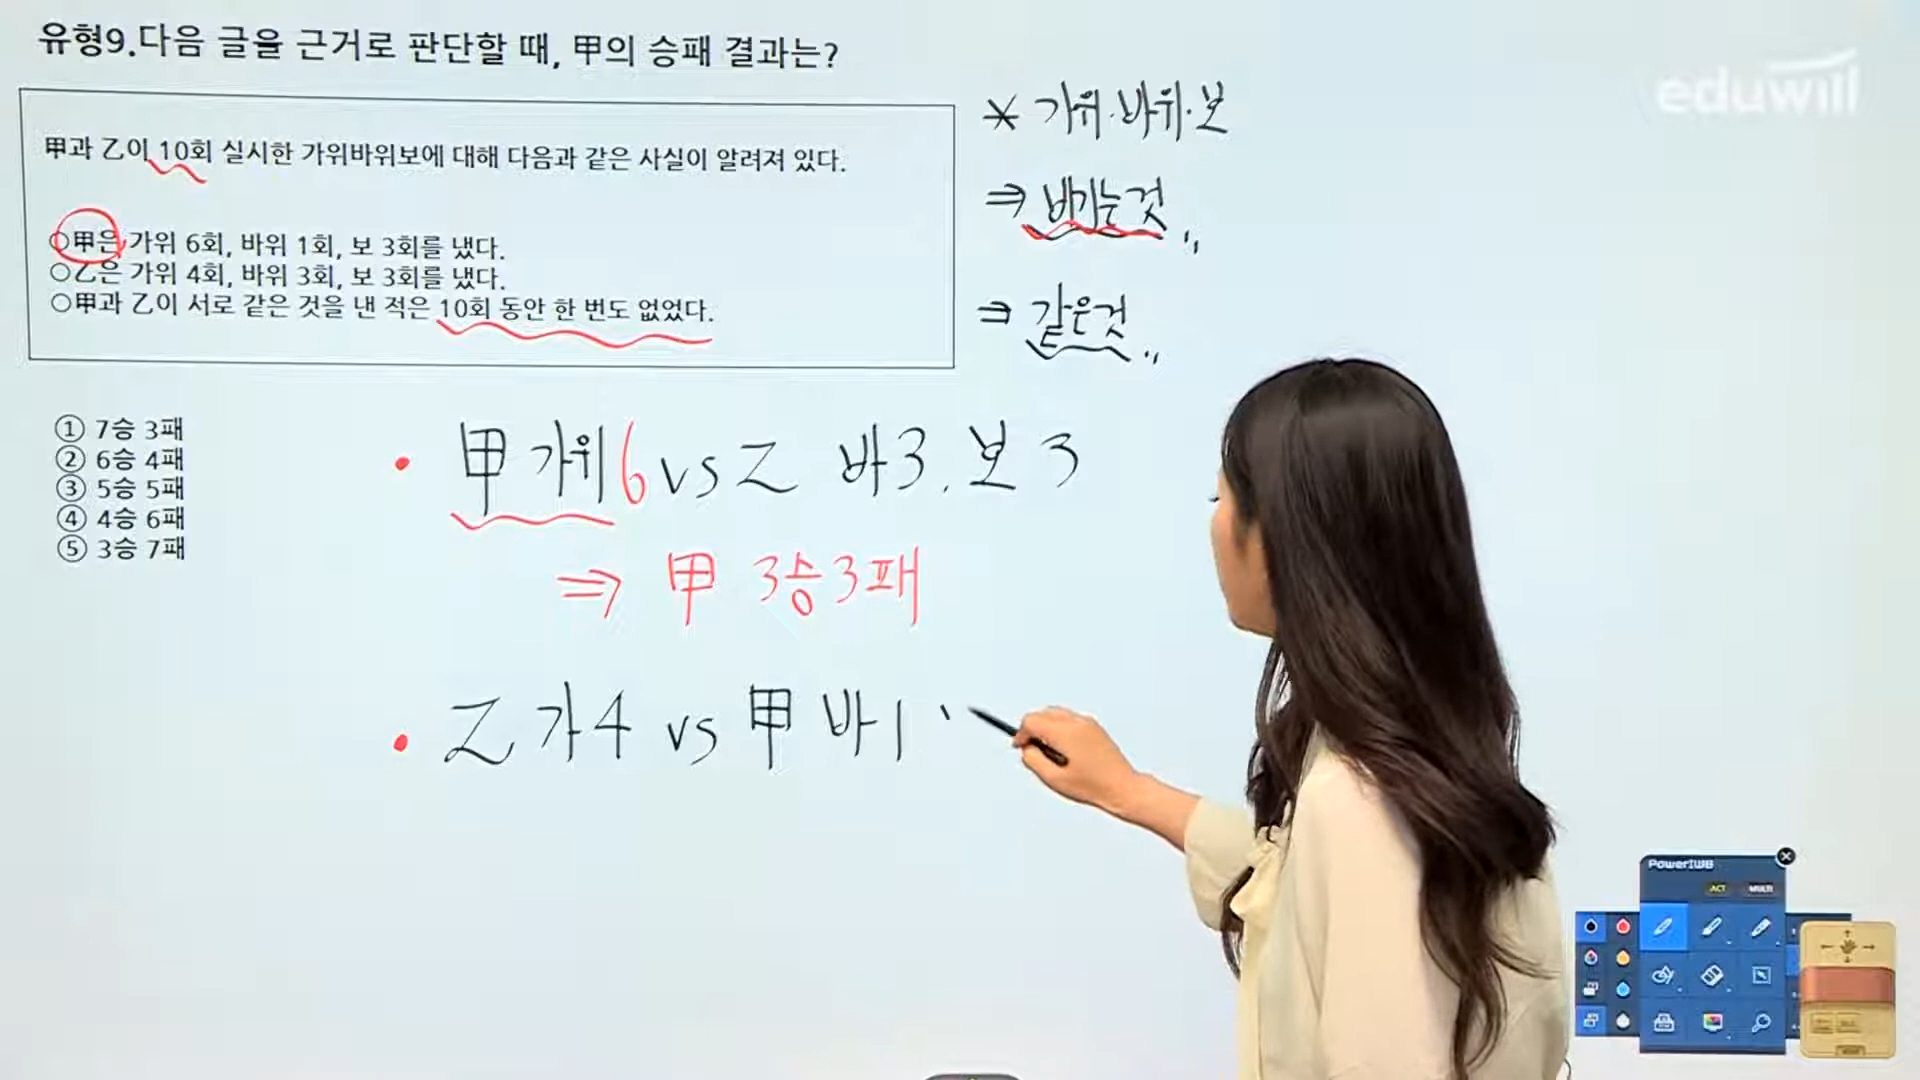 유형9.다음 글을 근거로 판단할 때, 甲의 승패 결과는?
eduwill
甲과 乙이 10회 실시한 가위바위보에 대해 다음과 같은 사실이 알려져 있다.
○甲은 가위 6회, 바위 1회, 보 3회를 냈다.
○乙은 가위 4회, 바위 3회, 보 3회를 냈다.
○甲과 乙이 서로 같은 것을 낸 적은 10회 동안 한 번도 없었다.
* 가위·바위·보
⇒ 비기는것
⇒ 같은것
① 7승 3패
② 6승 4패
③ 5승 5패
④ 4승 6패
⑤ 3승 7패
• 甲 가위6 vs 乙 바3. 보 3
⇒ 甲 3승3패
• 乙 가4 vs 甲 바1
PowerIWB
ACT
MULTI